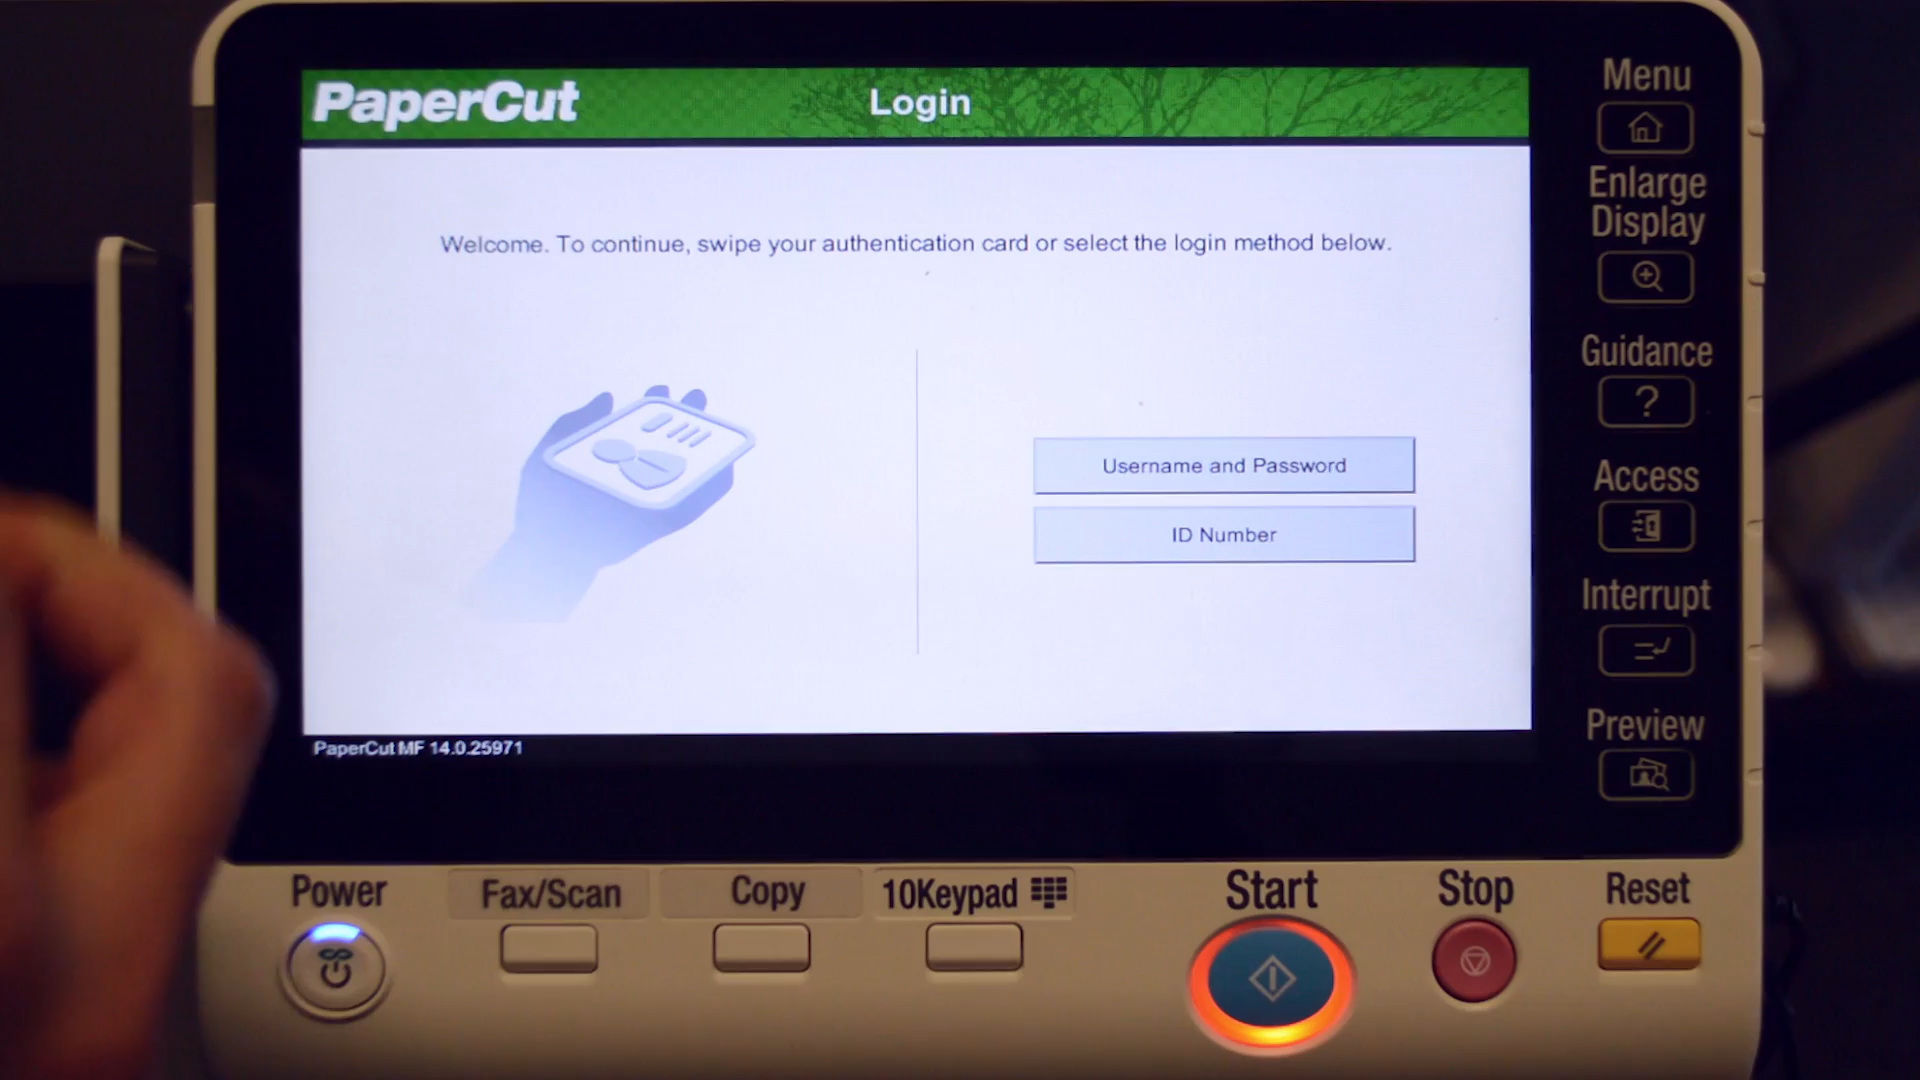 PaperCut
Login
Welcome. To continue, swipe your authentication card or select the login method below.
Username and Password
ID Number
PaperCut MF 14.0.25971
Menu
Enlarge
Display
Guidance
?
Access
Interrupt
Preview
Power
Fax/Scan
Copy
10Keypad
Start
Stop
Reset